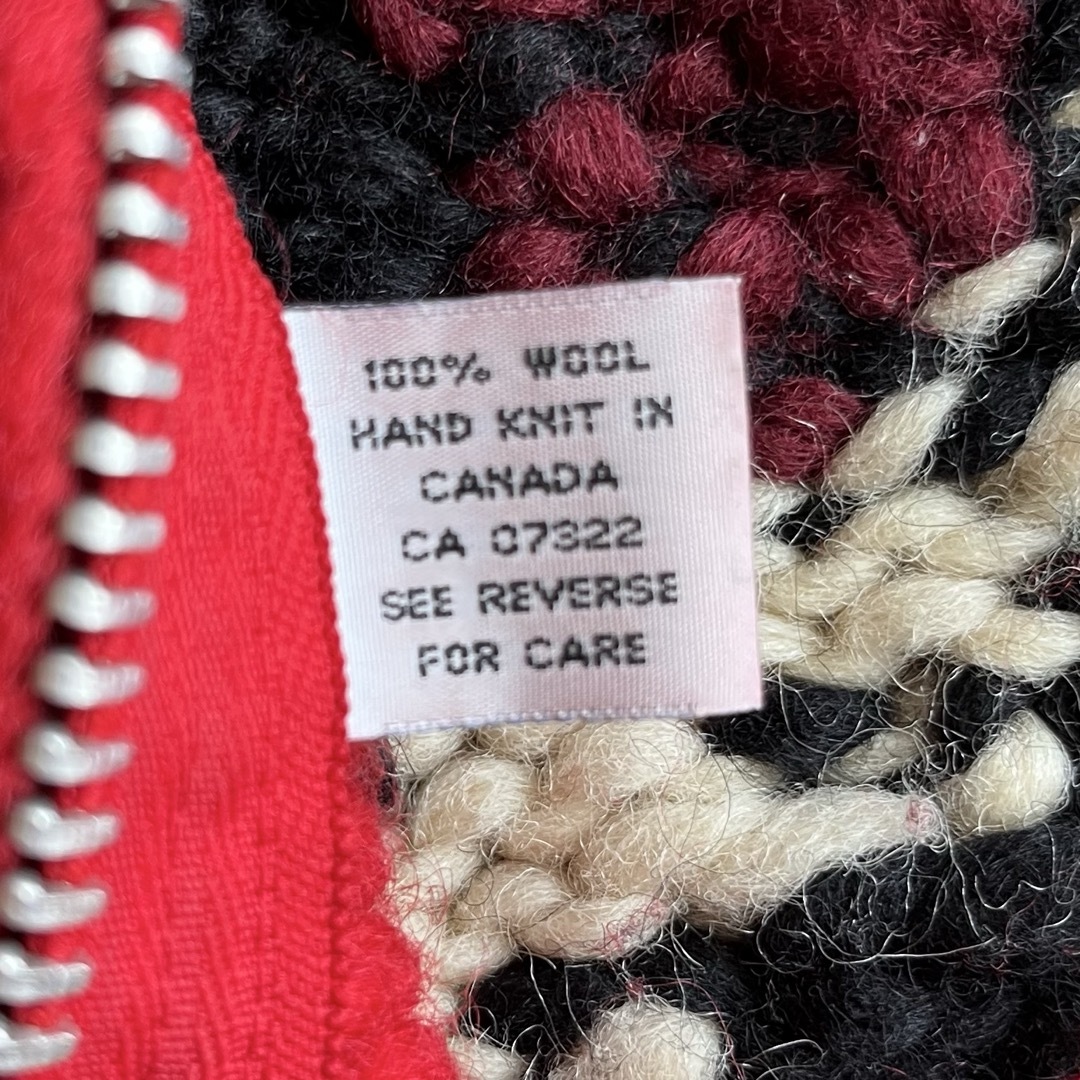 100% WOOL
HAND KNIT IN
CANADA
CA 07322
SEE REVERSE
FOR CARE